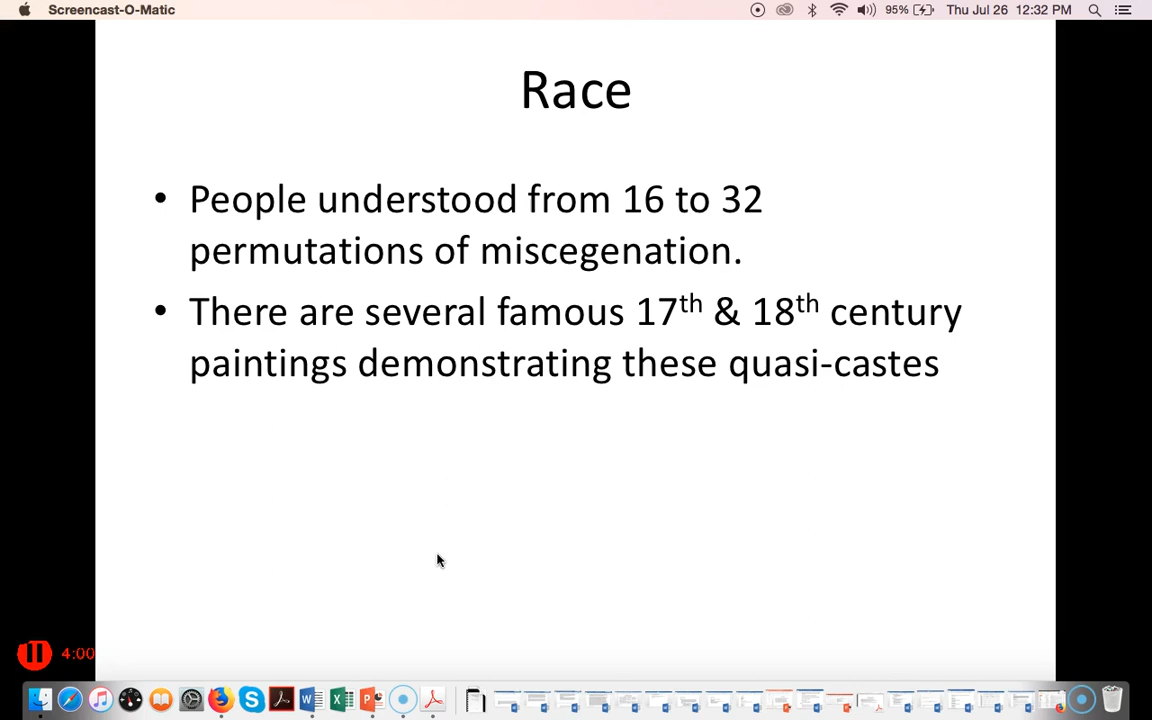 Screencast-O-Matic 95% Thu Jul 26 12:32 PM
Race
• People understood from 16 to 32
permutations of miscegenation.
• There are several famous 17th & 18th century
paintings demonstrating these quasi-castes
4:00